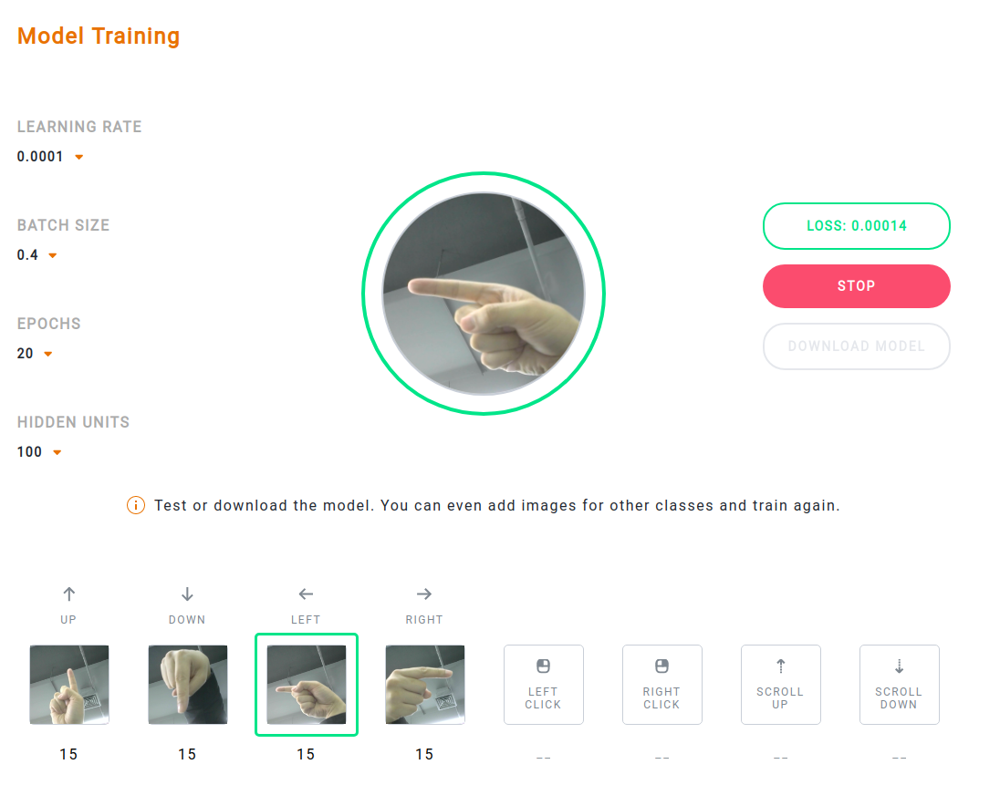 Model Training
LEARNING RATE
0.0001
BATCH SIZE
0.4
EPOCHS
20
HIDDEN UNITS
100
LOSS: 0.00014
STOP
DOWNLOAD MODEL
Test or download the model. You can even add images for other classes and train again.
UP
DOWN
LEFT
RIGHT
LEFT
CLICK
RIGHT
CLICK
SCROLL
UP
SCROLL
DOWN
15
15
15
15
--
--
--
--